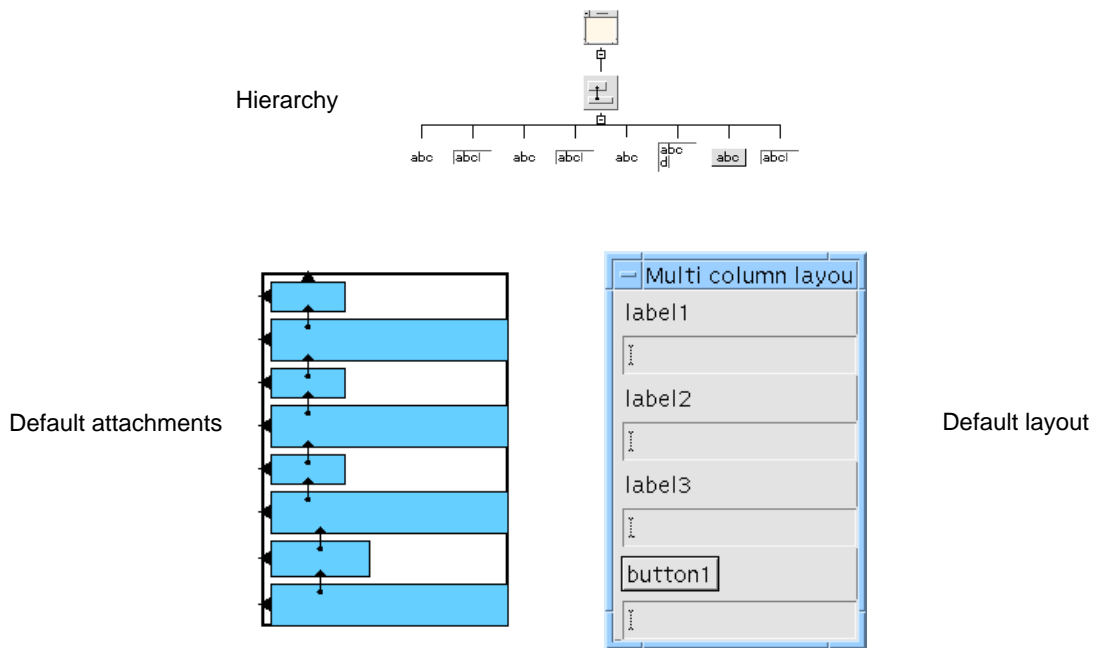 Hierarchy
abc abc abc abc abc abc d abc abc
Default attachments
Multi column layou
label1
label2
label3
button1
Default layout